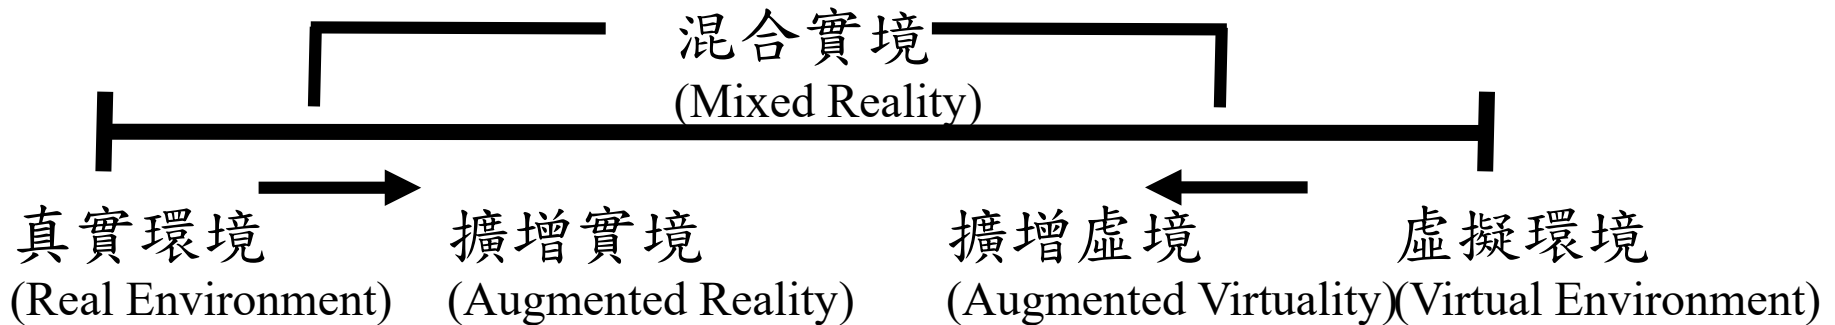 混合實境
(Mixed Reality)
真實環境
(Real Environment)
擴增實境
(Augmented Reality)
擴增虛境
(Augmented Virtuality)
虛擬環境
(Virtual Environment)